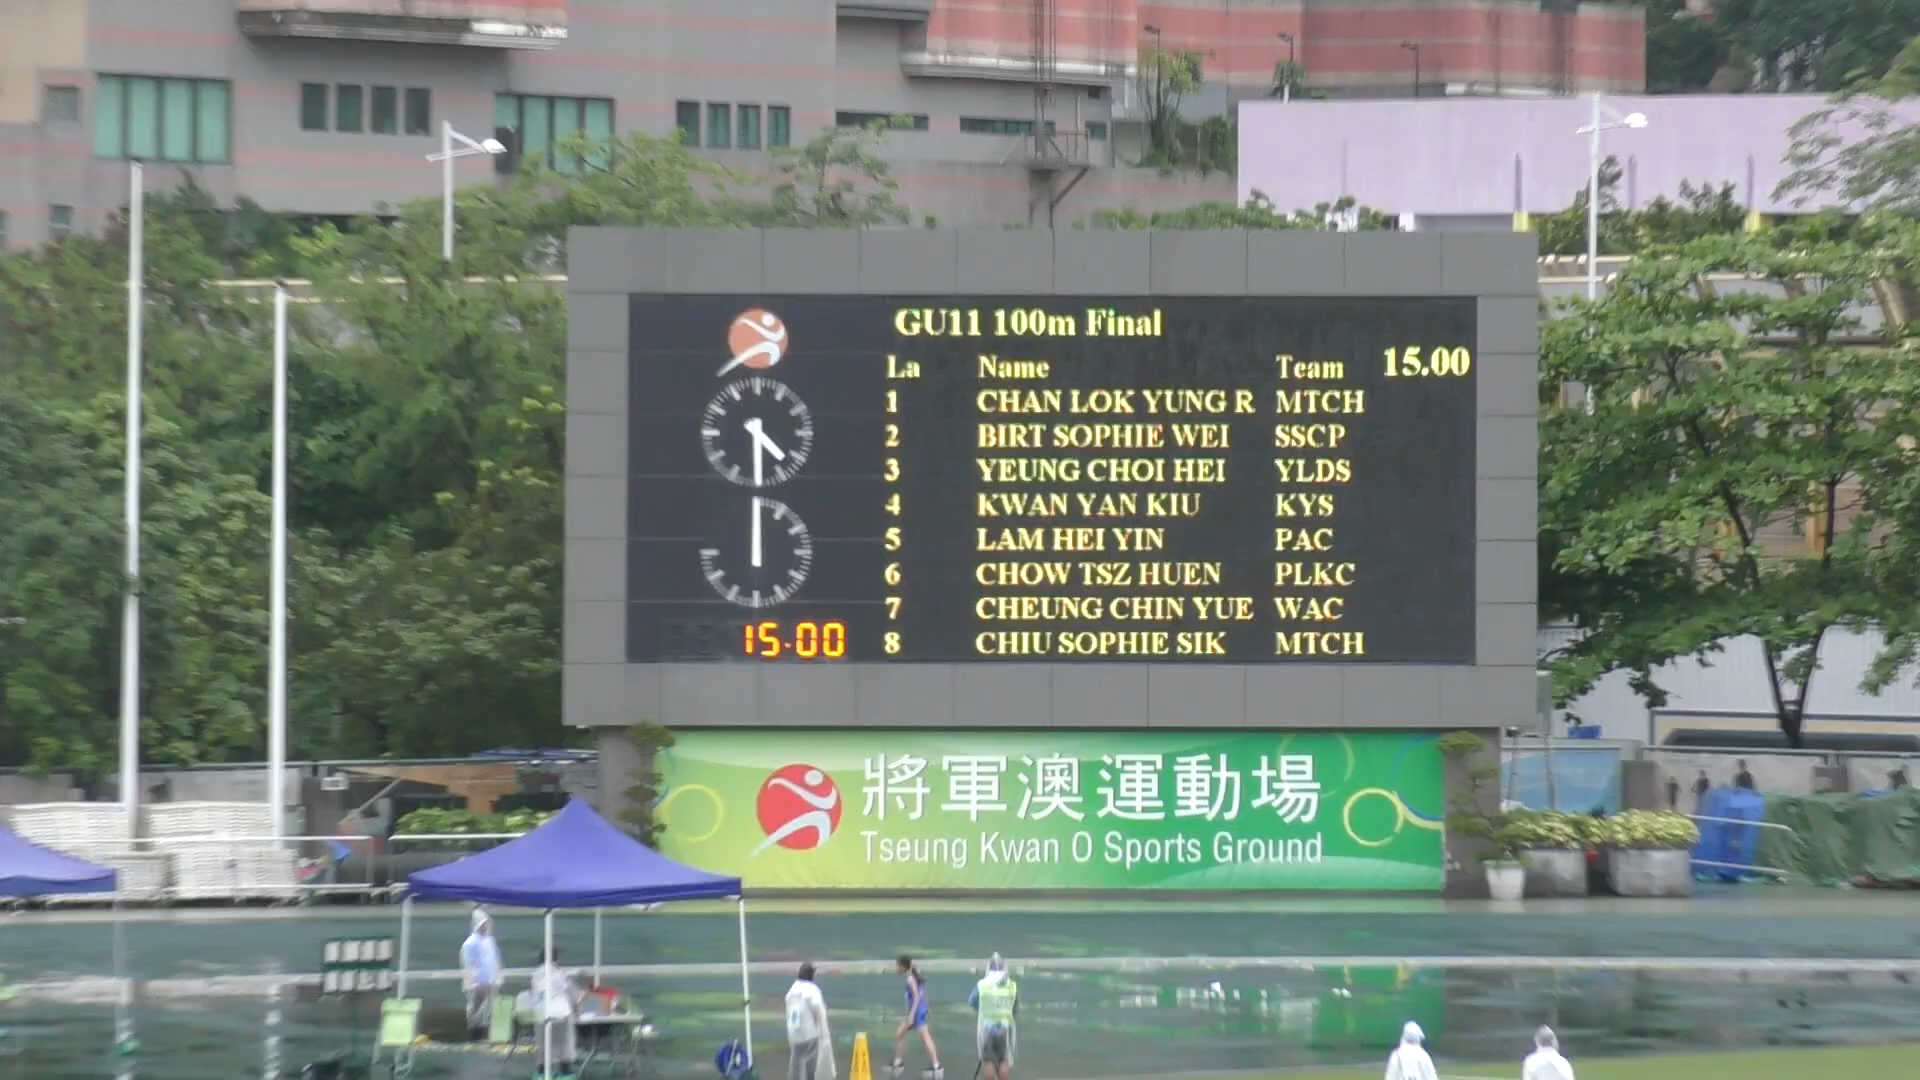 GU11 100m Final
La Name Team 15.00
1 CHAN LOK YUNG R MTCH
2 BIRT SOPHIE WEI SSCP
3 YEUNG CHOI HEI YLDS
4 KWAN YAN KIU KYS
5 LAM HEI YIN PAC
6 CHOW TSZ HUEN PLKC
7 CHEUNG CHIN YUE WAC
8 CHIU SOPHIE SIK MTCH
15.00
將軍澳運動場
Tseung Kwan O Sports Ground